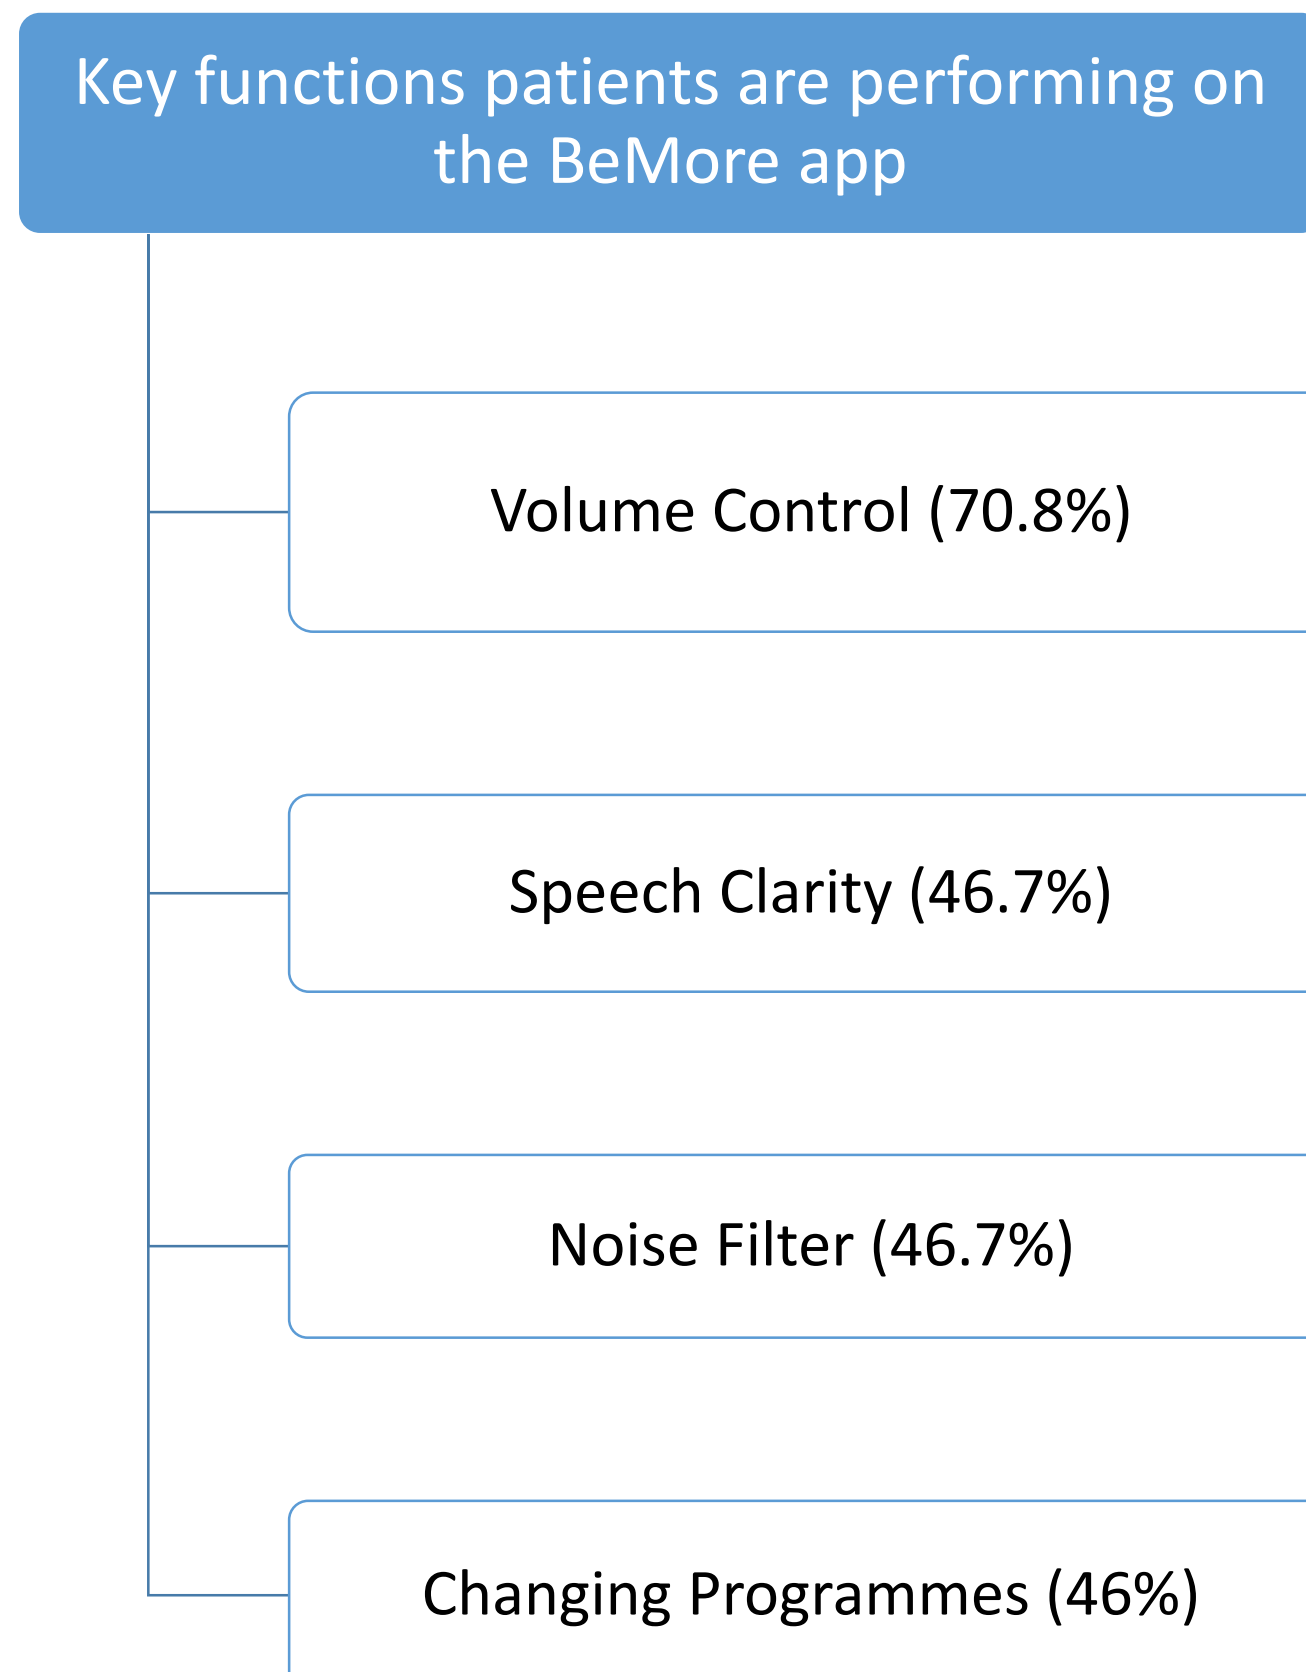 Key functions patients are performing on
the BeMore app
Volume Control (70.8%)
Speech Clarity (46.7%)
Noise Filter (46.7%)
Changing Programmes (46%)